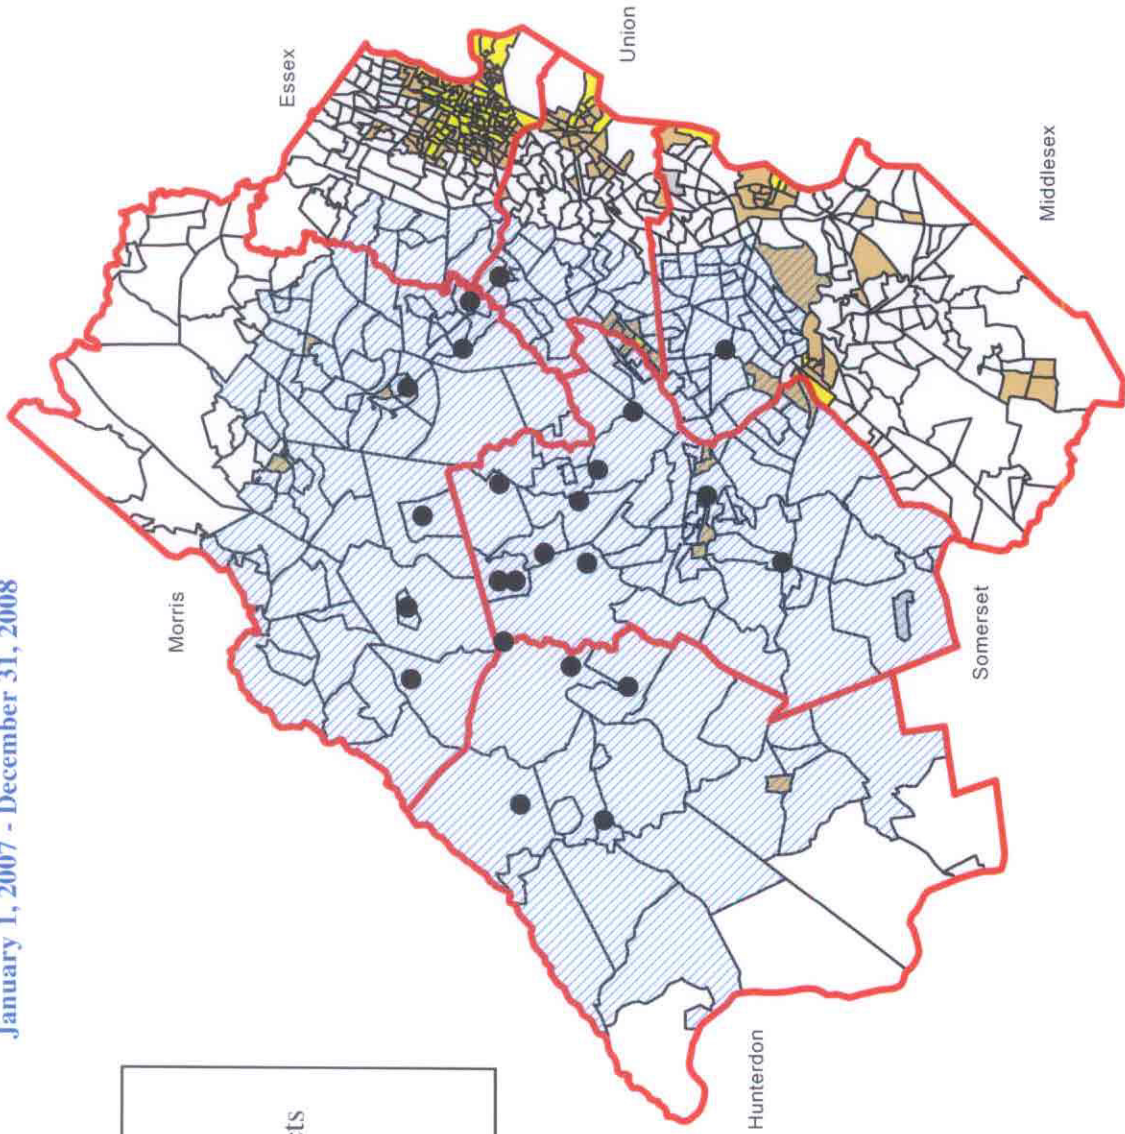 January 1, 2007 - December 31, 2008
Essex
Union
Morris
Middlesex
Somerset
Hunterdon